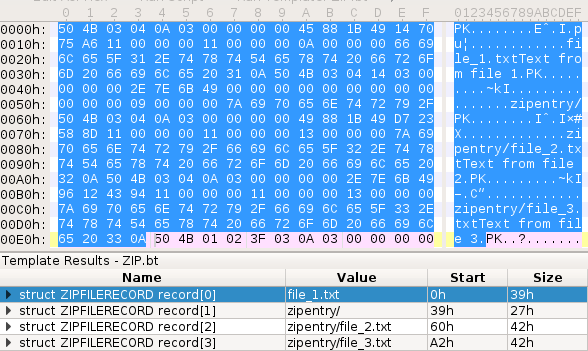 0 1 2 3 4 5 6 7 8 9 A B C D E F 0123456789ABCDEF
0000h: 50 4B 03 04 0A 03 00 00 00 00 45 88 1B 49 14 70 PK........Eˆ.I.p
0010h: 75 A6 11 00 00 00 11 00 00 00 0A 00 00 00 66 69 u¦............fi
0020h: 6C 65 5F 31 2E 74 78 74 54 65 78 74 20 66 72 6F le_1.txtText fro
0030h: 6D 20 66 69 6C 65 20 31 0A 50 4B 03 04 14 03 00 m file 1.PK.....
0040h: 00 00 00 2E 7E 6B 49 00 00 00 00 00 00 00 00 00 ....~kI.........
0050h: 00 00 00 09 00 00 00 7A 69 70 65 6E 74 72 79 2F .......zipentry/
0060h: 50 4B 03 04 0A 03 00 00 00 00 49 88 1B 49 D7 23 PK........Iˆ.I×#
0070h: 58 8D 11 00 00 00 11 00 00 00 13 00 00 00 7A 69 X.............zi
0080h: 70 65 6E 74 72 79 2F 66 69 6C 65 5F 32 2E 74 78 pentry/file_2.tx
0090h: 74 54 65 78 74 20 66 72 6F 6D 20 66 69 6C 65 20 tText from file
00A0h: 32 0A 50 4B 03 04 0A 03 00 00 00 00 2E 7E 6B 49 2.PK.........~kI
00B0h: 96 12 43 94 11 00 00 00 11 00 00 00 13 00 00 00 –.C”............
00C0h: 7A 69 70 65 6E 74 72 79 2F 66 69 6C 65 5F 33 2E zipentry/file_3.
00D0h: 74 78 74 54 65 78 74 20 66 72 6F 6D 20 66 69 6C txtText from fil
00E0h: 65 20 33 0A 50 4B 01 02 3F 03 0A 03 00 00 00 00 e 3.PK..?.......
Template Results - ZIP.bt
Name Value Start Size
struct ZIPFILERECORD record[0] file_1.txt 0h 39h
struct ZIPFILERECORD record[1] zipentry/ 39h 27h
struct ZIPFILERECORD record[2] zipentry/file_2.txt 60h 42h
struct ZIPFILERECORD record[3] zipentry/file_3.txt A2h 42h